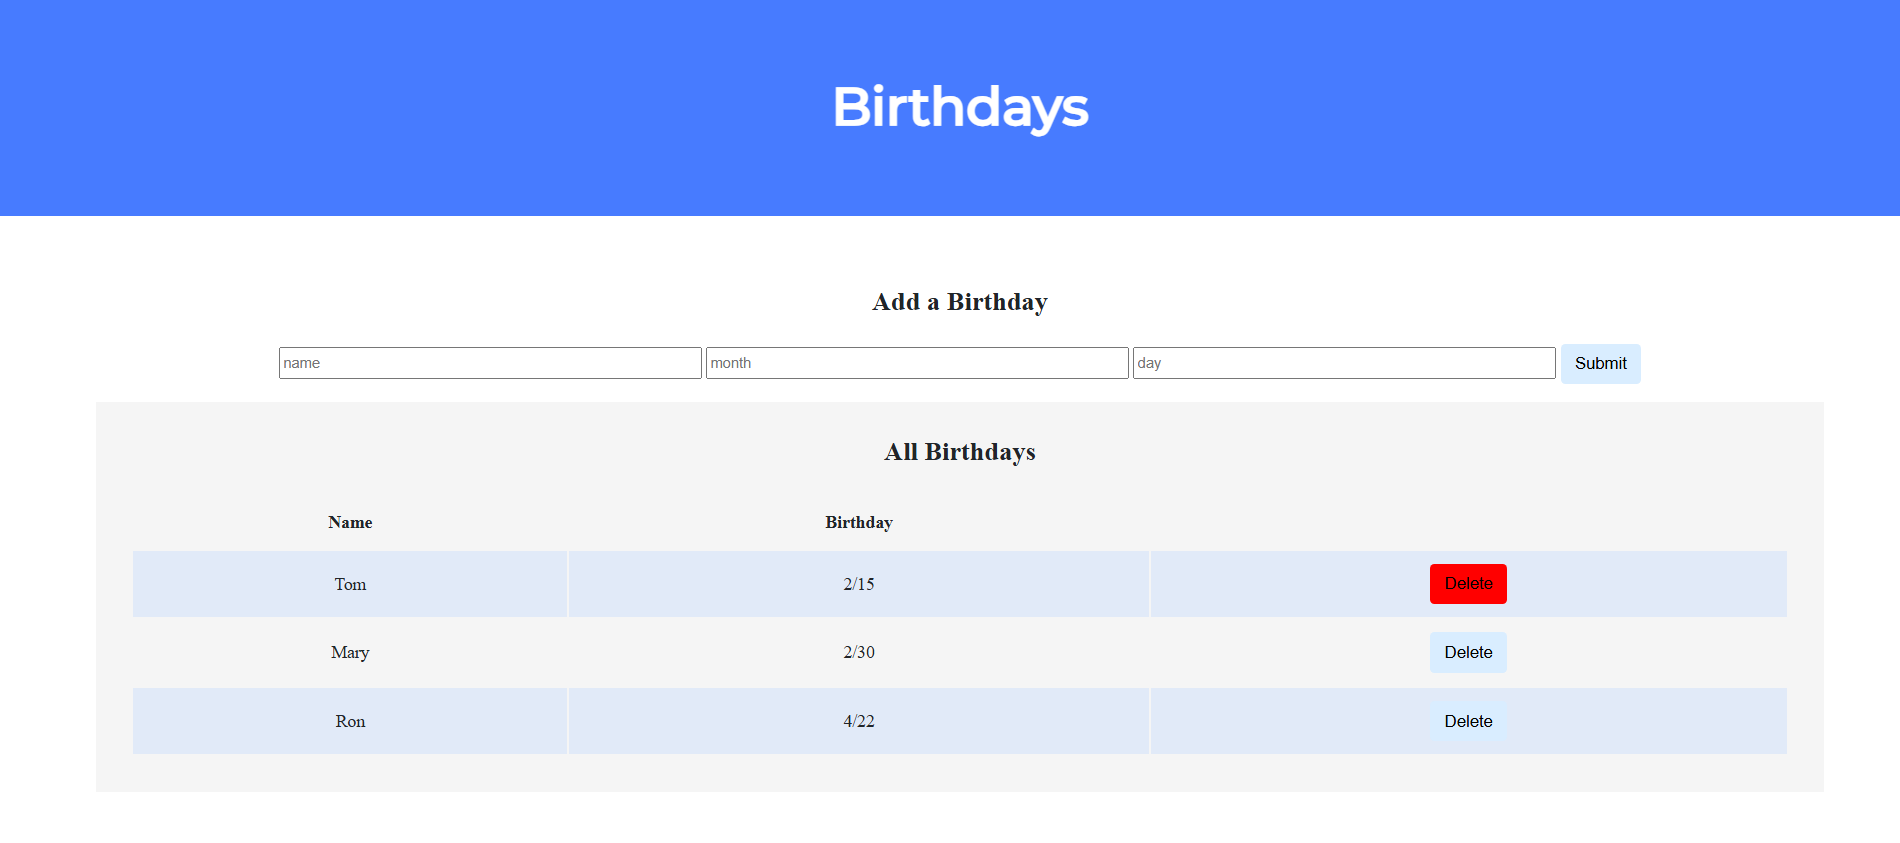 Birthdays
Add a Birthday
name month day Submit
All Birthdays
Name Birthday
Tom 2/15 Delete
Mary 2/30 Delete
Ron 4/22 Delete